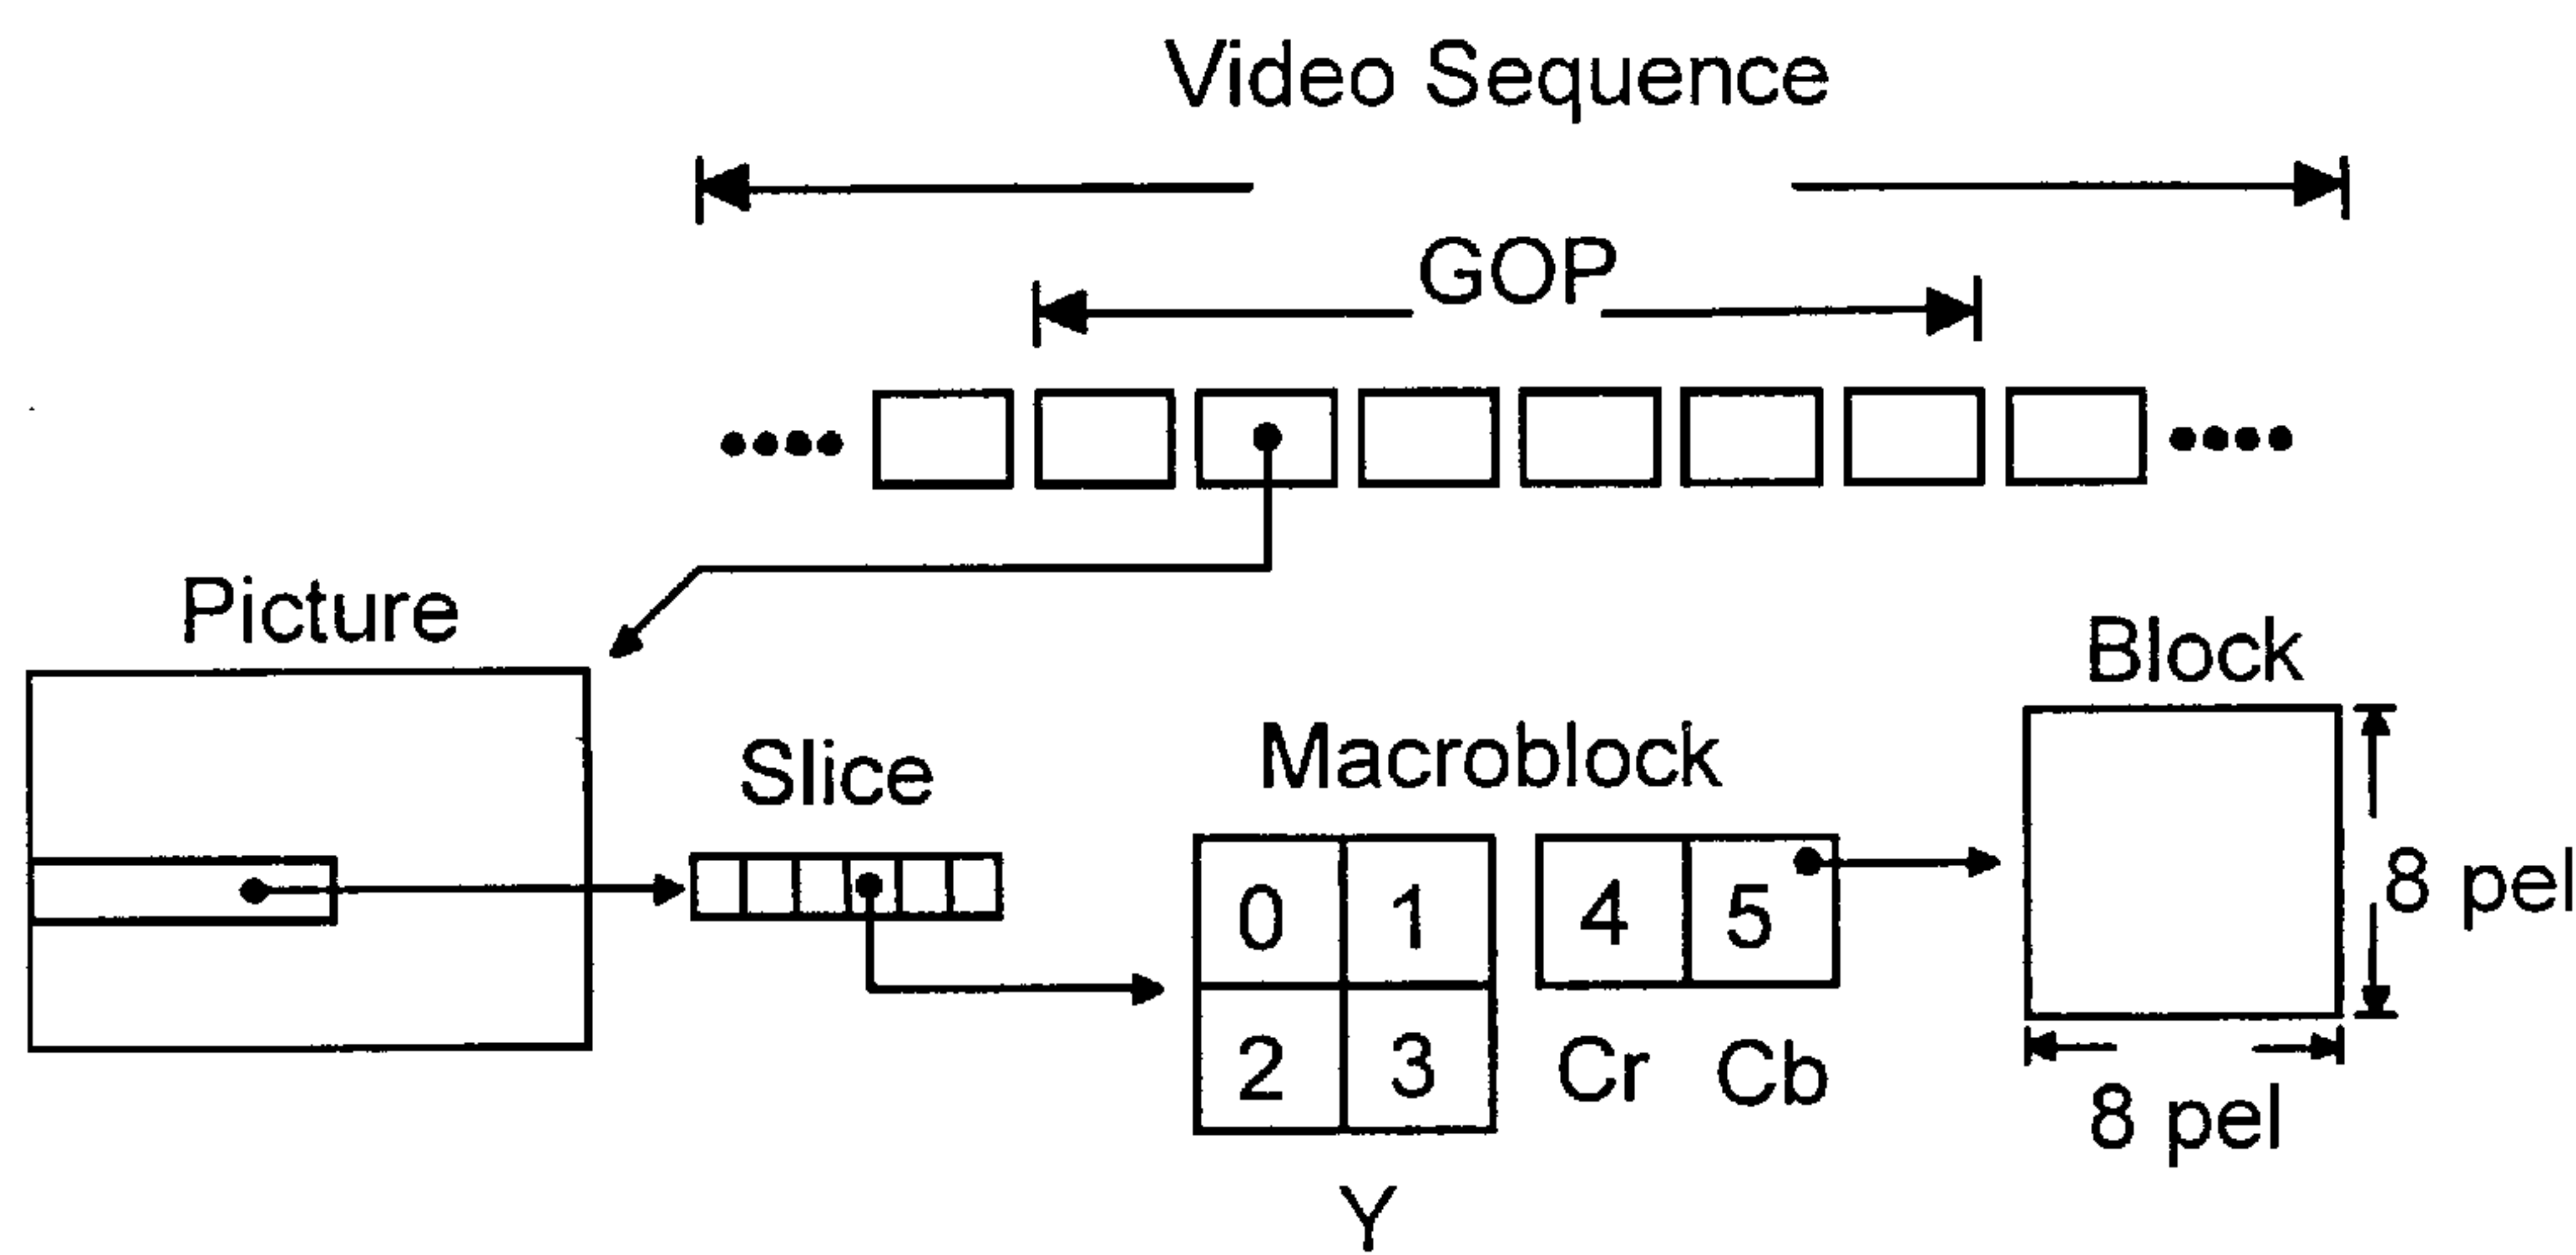 Video Sequence
GOP
Picture
Block
Slice
Macroblock
0 1 4 5
8 pel
2 3
Cr Cb
8 pel
Y